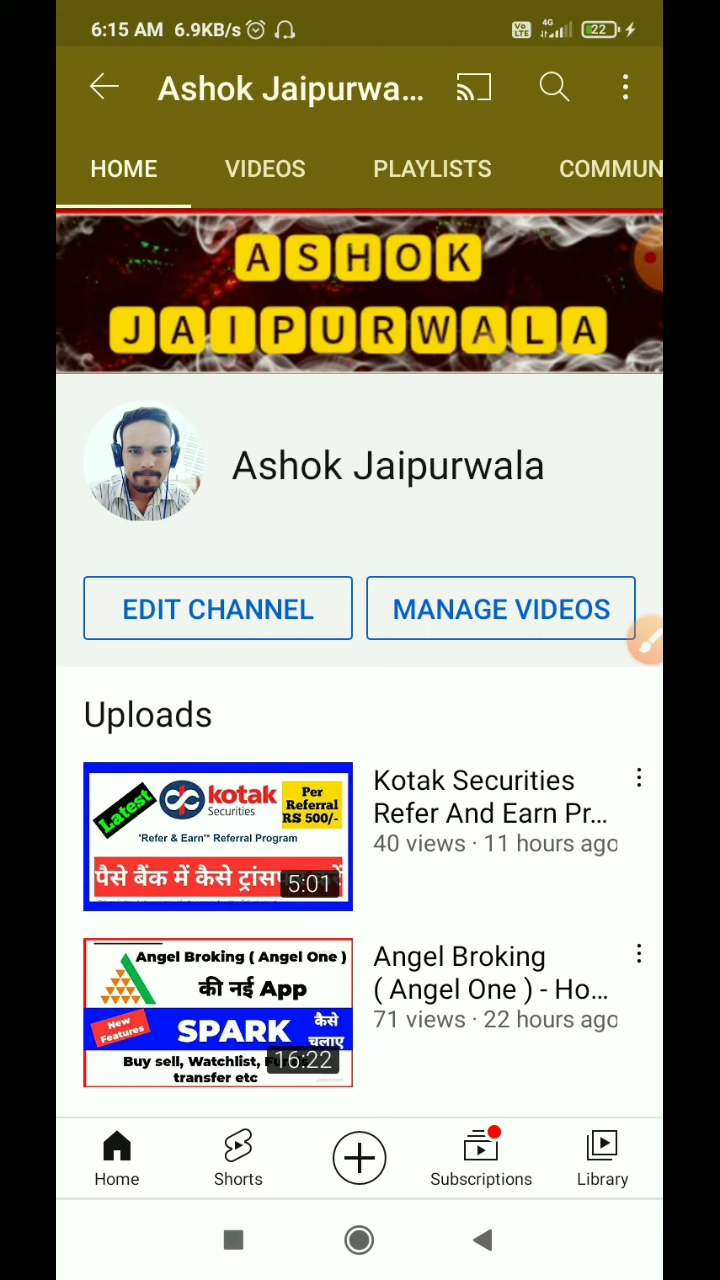 6:15 AM 6.9KB/s Vo LTE 4G 22
Ashok Jaipurwa...
HOME VIDEOS PLAYLISTS COMMUN
ASHOK
JAIPURWALA
Ashok Jaipurwala
EDIT CHANNEL MANAGE VIDEOS
Uploads
Latest
kotak
Securities
Per
Referral
RS 500/-
'Refer & Earn'* Referral Program
पैसे बैंक में कैसे
5:01
Kotak Securities
Refer And Earn Pr...
40 views · 11 hours ago
Angel Broking ( Angel One )
की नई App
New
Features
SPARK
कैसे
चलाए
Buy sell, Watchlist,
transfer etc
16:22
Angel Broking
( Angel One ) - Ho...
71 views · 22 hours ago
Home Shorts Subscriptions Library